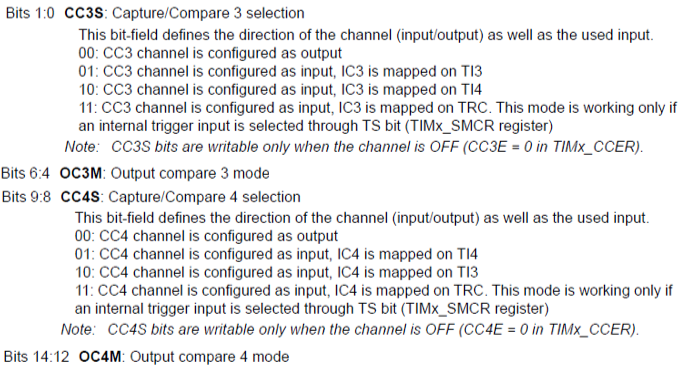 Bits 1:0 CC3S: Capture/Compare 3 selection
This bit-field defines the direction of the channel (input/output) as well as the used input.
00: CC3 channel is configured as output
01: CC3 channel is configured as input, IC3 is mapped on TI3
10: CC3 channel is configured as input, IC3 is mapped on TI4
11: CC3 channel is configured as input, IC3 is mapped on TRC. This mode is working only if
an internal trigger input is selected through TS bit (TIMx_SMCR register)
Note: CC3S bits are writable only when the channel is OFF (CC3E = 0 in TIMx_CCER).
Bits 6:4 OC3M: Output compare 3 mode
Bits 9:8 CC4S: Capture/Compare 4 selection
This bit-field defines the direction of the channel (input/output) as well as the used input.
00: CC4 channel is configured as output
01: CC4 channel is configured as input, IC4 is mapped on TI4
10: CC4 channel is configured as input, IC4 is mapped on TI3
11: CC4 channel is configured as input, IC4 is mapped on TRC. This mode is working only if
an internal trigger input is selected through TS bit (TIMx_SMCR register)
Note: CC4S bits are writable only when the channel is OFF (CC4E = 0 in TIMx_CCER).
Bits 14:12 OC4M: Output compare 4 mode